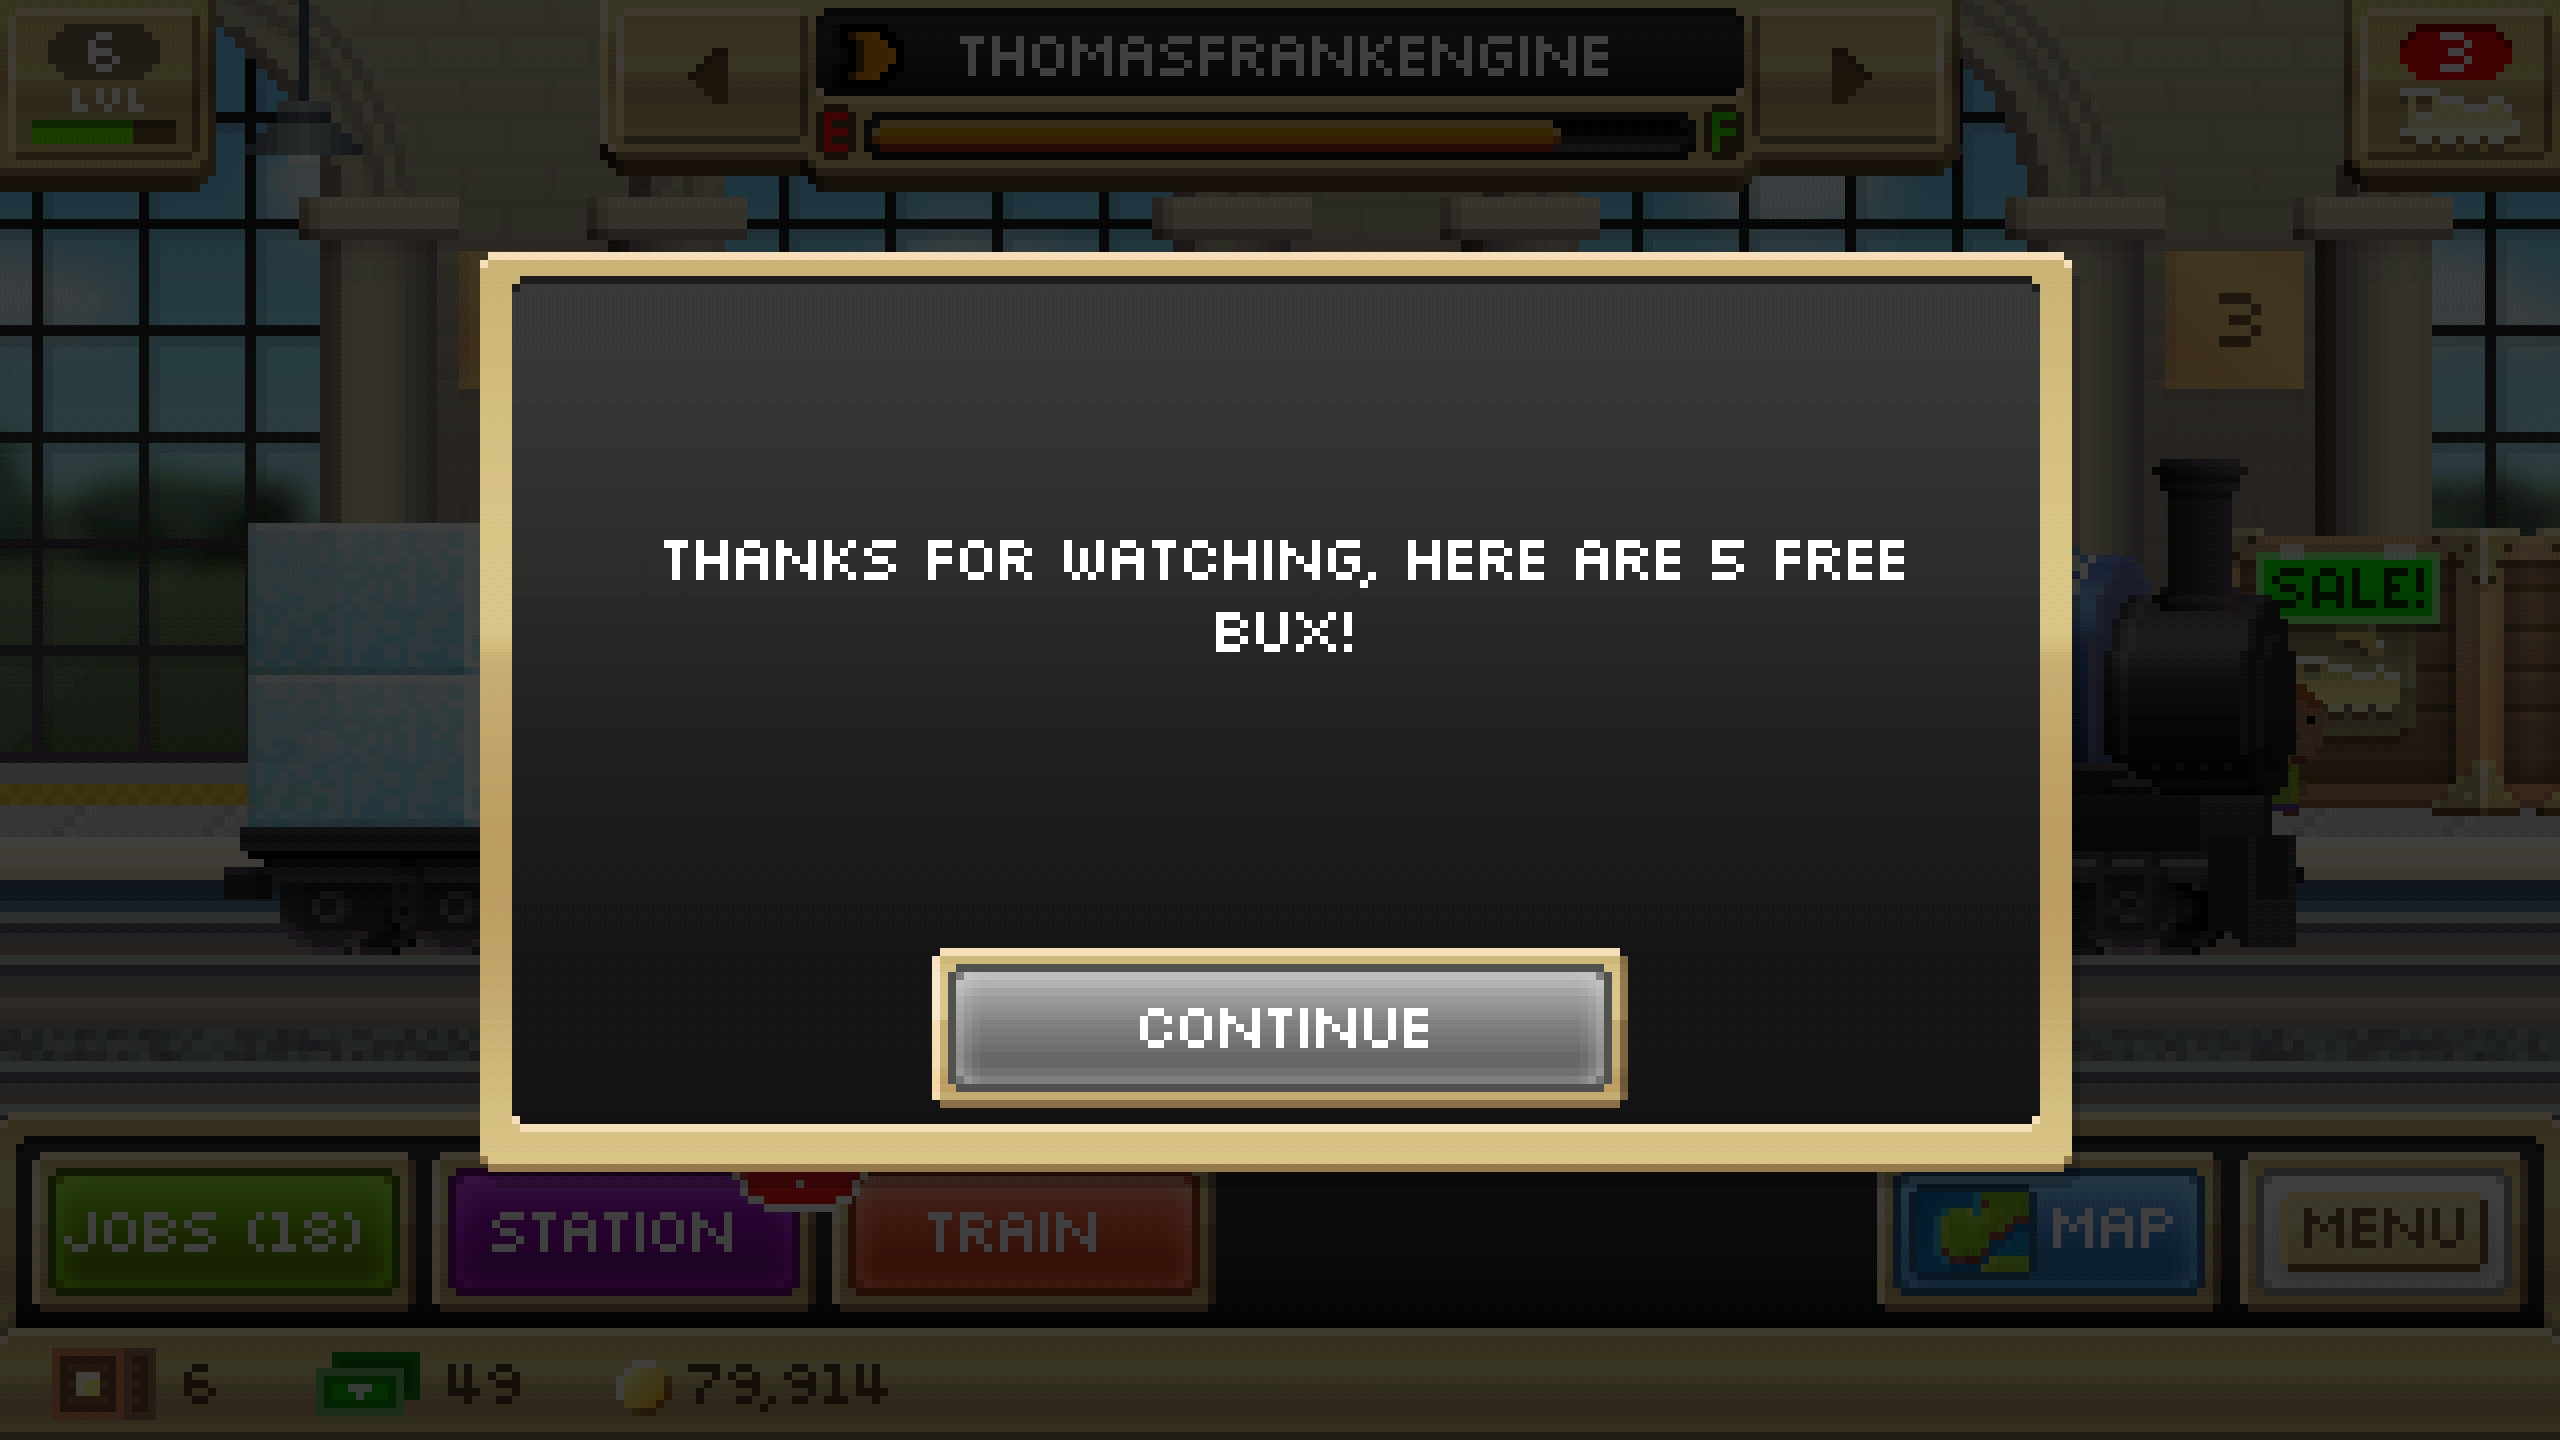 6
LVL
THOMASFRANKENGINE
E
F
3
3
THANKS FOR WATCHING, HERE ARE 5 FREE
BUX!
SALE!
CONTINUE
JOBS (18)
STATION
TRAIN
MAP
MENU
6
49
79,914